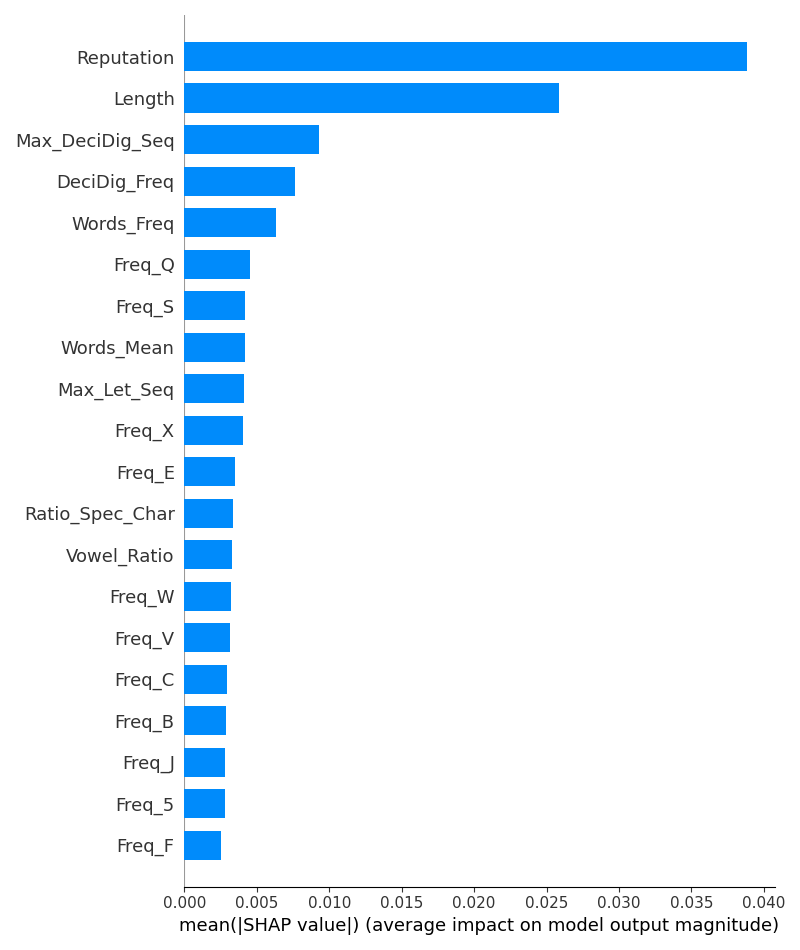 Reputation
Length
Max_DeciDig_Seq
DeciDig_Freq
Words_Freq
Freq_Q
Freq_S
Words_Mean
Max_Let_Seq
Freq_X
Freq_E
Ratio_Spec_Char
Vowel_Ratio
Freq_W
Freq_V
Freq_C
Freq_B
Freq_J
Freq_5
Freq_F
0.000 0.005 0.010 0.015 0.020 0.025 0.030 0.035 0.040
mean(|SHAP value|) (average impact on model output magnitude)